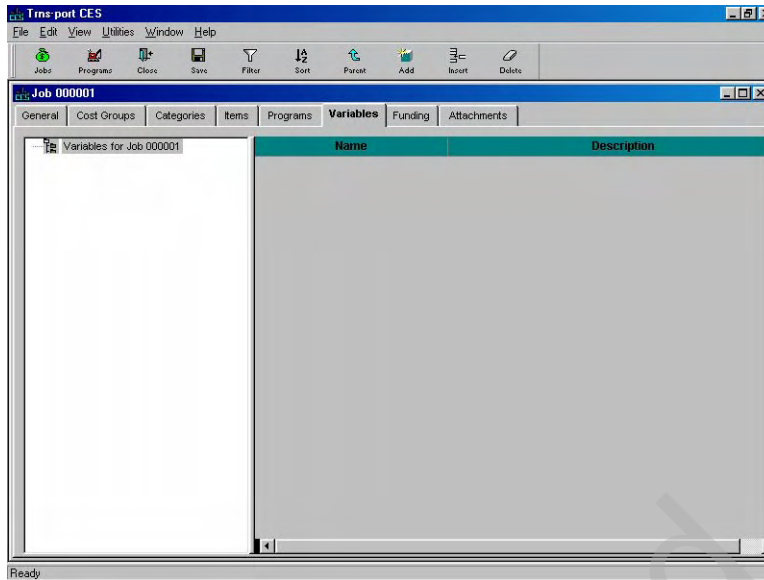 Trns·port CES
File Edit View Utilities Window Help
Jobs Programs Close Save Filter Sort Parent Add Insert Delete
Job 000001
General Cost Groups Categories Items Programs Variables Funding Attachments
Variables for Job 000001
Name Description
Ready